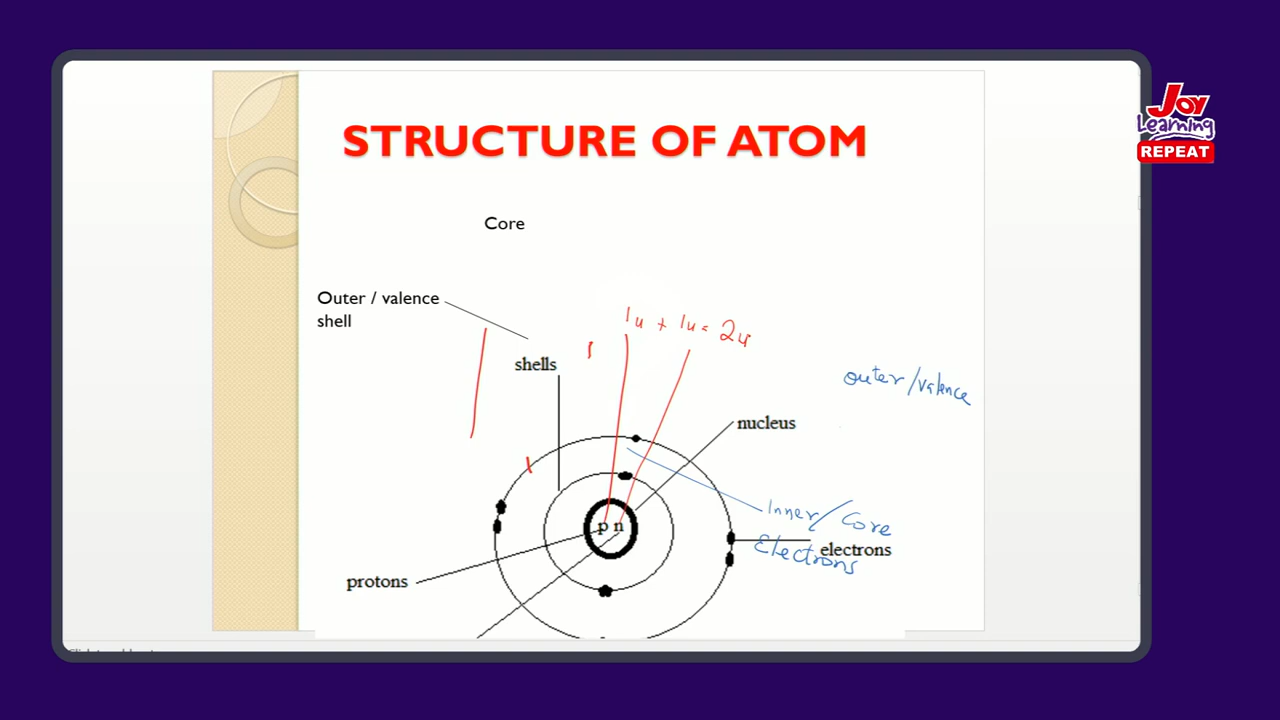 Joy
Learning
REPEAT
STRUCTURE OF ATOM
Core
Outer / valence
shell
1u + 1u = 2u
shells
outer/valence
nucleus
Inner/Core
Electrons
p n
electrons
protons